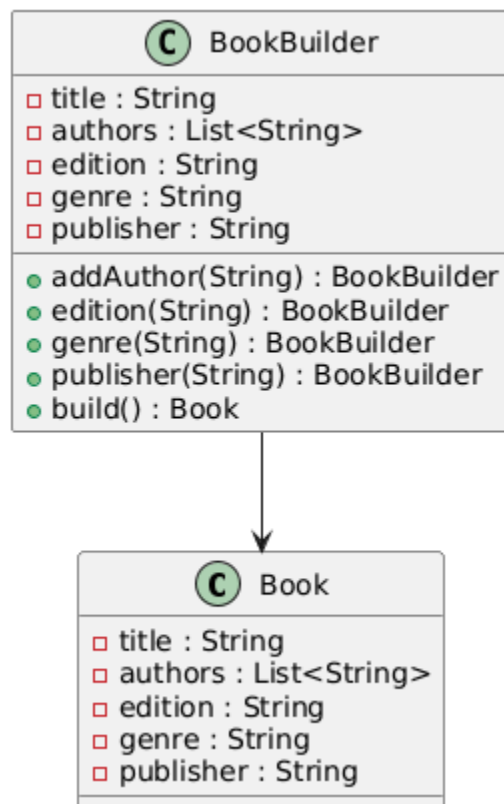 C BookBuilder
title : String
authors : List<String>
edition : String
genre : String
publisher : String
addAuthor(String) : BookBuilder
edition(String) : BookBuilder
genre(String) : BookBuilder
publisher(String) : BookBuilder
build() : Book
C Book
title : String
authors : List<String>
edition : String
genre : String
publisher : String